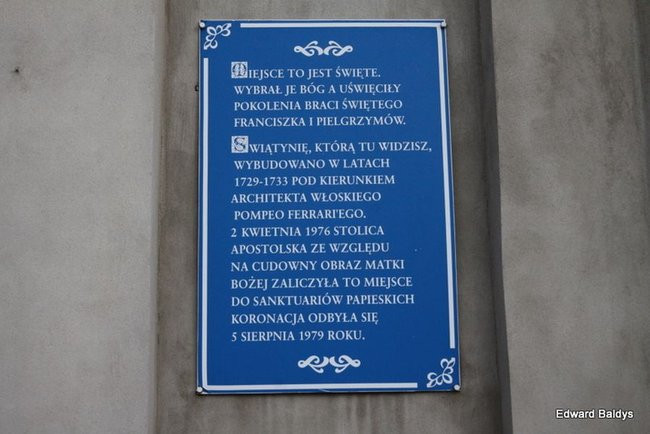 MIEJSCE TO JEST ŚWIĘTE.
WYBRAŁ JE BÓG A UŚWIĘCIŁY
POKOLENIA BRACI ŚWIĘTEGO
FRANCISZKA I PIELGRZYMÓW.
ŚWIĄTYNIĘ, KTÓRĄ TU WIDZISZ,
WYBUDOWANO W LATACH
1729-1733 POD KIERUNKIEM
ARCHITEKTA WŁOSKIEGO
POMPEO FERRARI'EGO.
2 KWIETNIA 1976 STOLICA
APOSTOLSKA ZE WZGLĘDU
NA CUDOWNY OBRAZ MATKI
BOŻEJ ZALICZYŁA TO MIEJSCE
DO SANKTUARIÓW PAPIESKICH
KORONACJA ODBYŁA SIĘ
5 SIERPNIA 1979 ROKU.
Edward Baldys